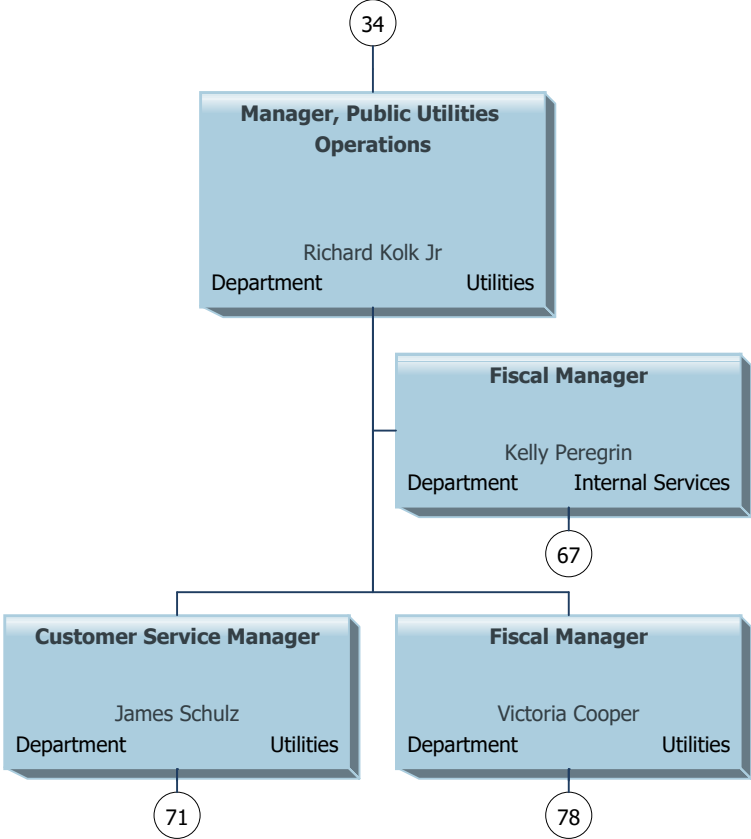 34
Manager, Public Utilities
Operations
Richard Kolk Jr
Department Utilities
Fiscal Manager
Kelly Peregrin
Department Internal Services
67
Customer Service Manager
James Schulz
Department Utilities
71
Fiscal Manager
Victoria Cooper
Department Utilities
78